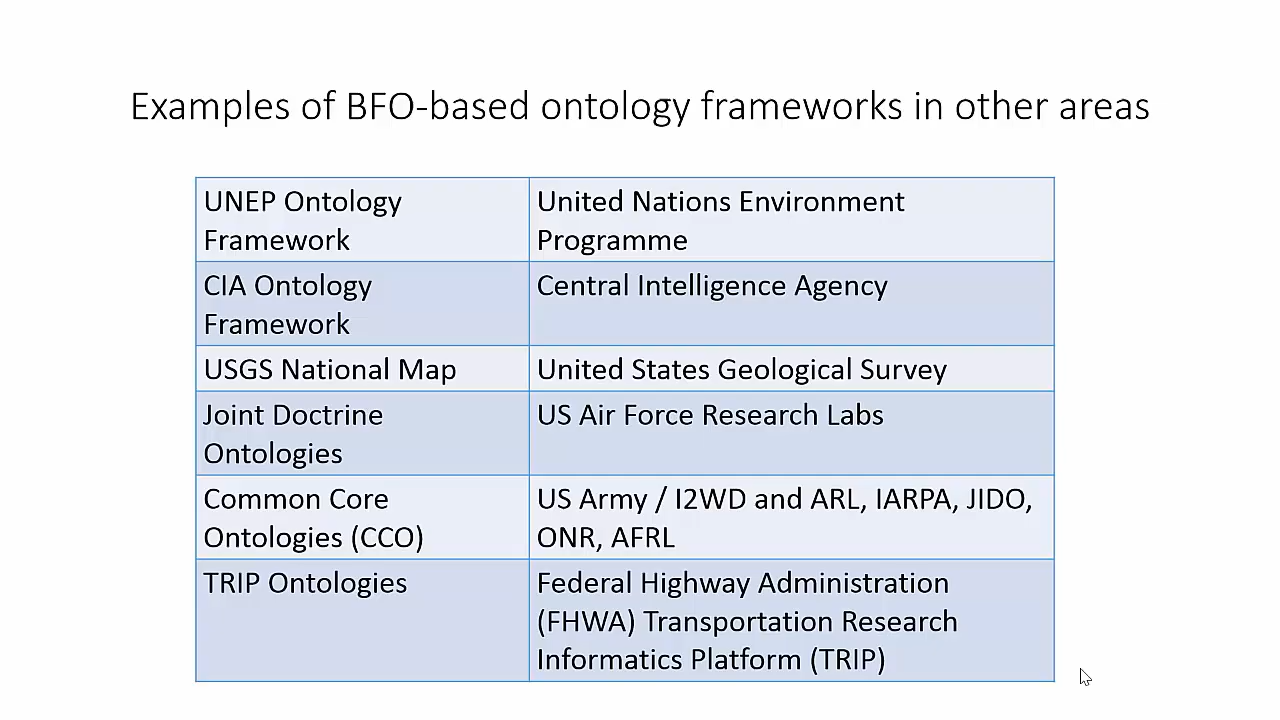 Examples of BFO-based ontology frameworks in other areas
UNEP Ontology
Framework
United Nations Environment
Programme
CIA Ontology
Framework
Central Intelligence Agency
USGS National Map
United States Geological Survey
Joint Doctrine
Ontologies
US Air Force Research Labs
Common Core
Ontologies (CCO)
US Army / I2WD and ARL, IARPA, JIDO,
ONR, AFRL
TRIP Ontologies
Federal Highway Administration
(FHWA) Transportation Research
Informatics Platform (TRIP)